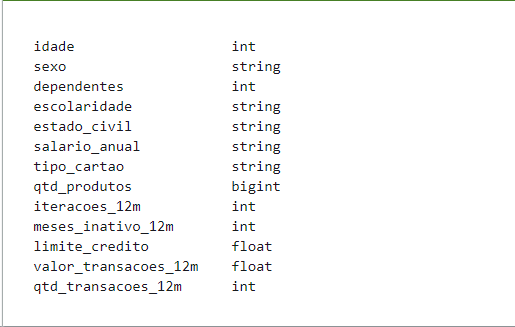 idade int
sexo string
dependentes int
escolaridade string
estado_civil string
salario_anual string
tipo_cartao string
qtd_produtos bigint
iteracoes_12m int
meses_inativo_12m int
limite_credito float
valor_transacoes_12m float
qtd_transacoes_12m int